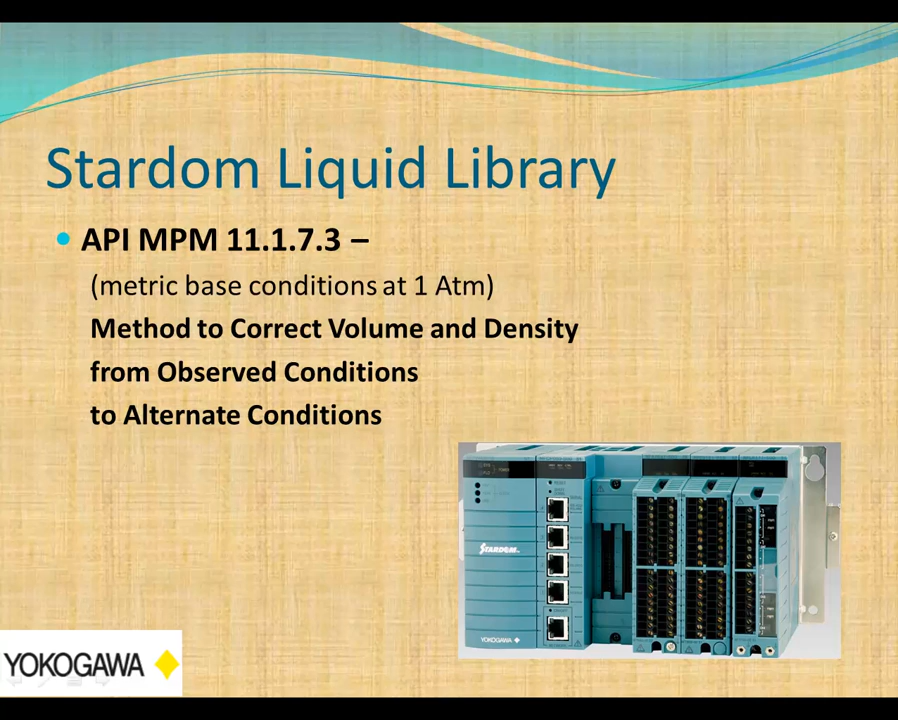 Stardom Liquid Library
API MPM 11.1.7.3 –
(metric base conditions at 1 Atm)
Method to Correct Volume and Density
from Observed Conditions
to Alternate Conditions
STARDOM
YOKOGAWA
YOKOGAWA